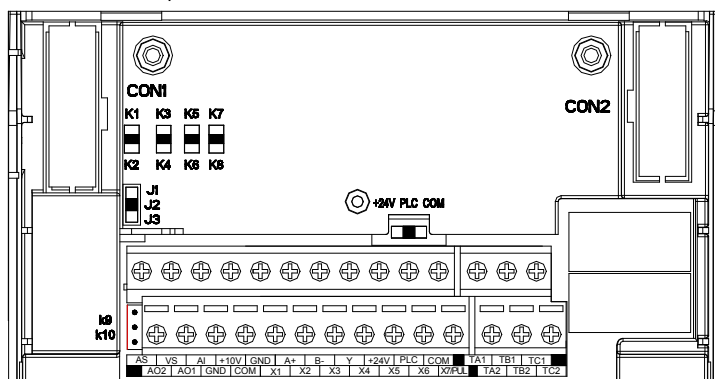 CON1
CON2
K1 K3 K5 K7
K2 K4 K6 K8
J1
J2
J3
+24V PLC COM
k9
k10
AS VS AI +10V GND A+ B- Y +24V PLC COM TA1 TB1 TC1
AO2 AO1 GND COM X1 X2 X3 X4 X5 X6 X7/PUL TA2 TB2 TC2